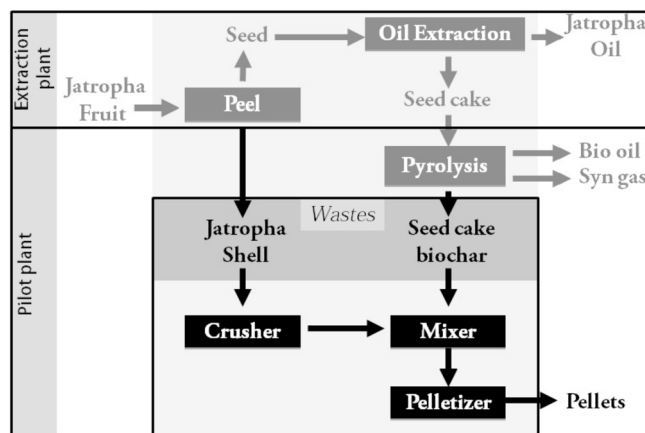 Extraction
plant
Seed
Oil Extraction
Jatropha
Oil
Jatropha
Fruit
Peel
Seed cake
Pilot plant
Pyrolysis
Bio oil
Syn gas
Wastes
Jatropha
Shell
Seed cake
biochar
Crusher
Mixer
Pelletizer
Pellets